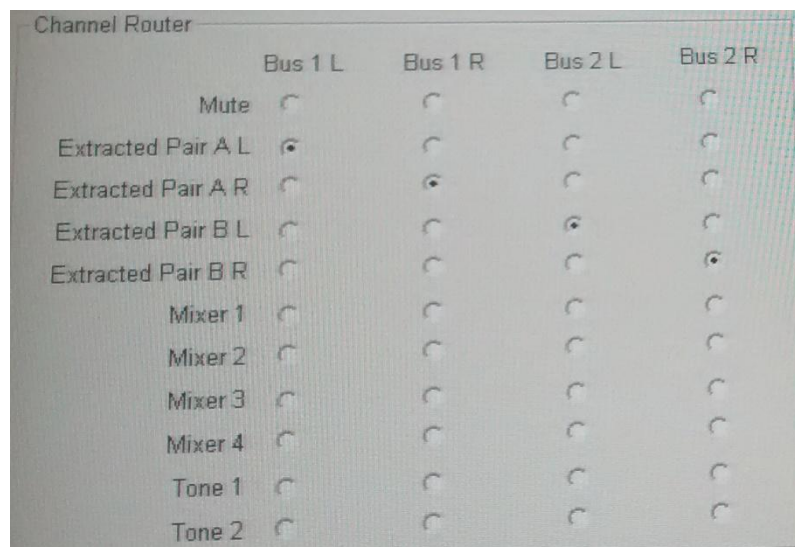 Channel Router
Bus 1 L Bus 1 R Bus 2 L Bus 2 R
Mute
Extracted Pair A L
Extracted Pair A R
Extracted Pair B L
Extracted Pair B R
Mixer 1
Mixer 2
Mixer 3
Mixer 4
Tone 1
Tone 2